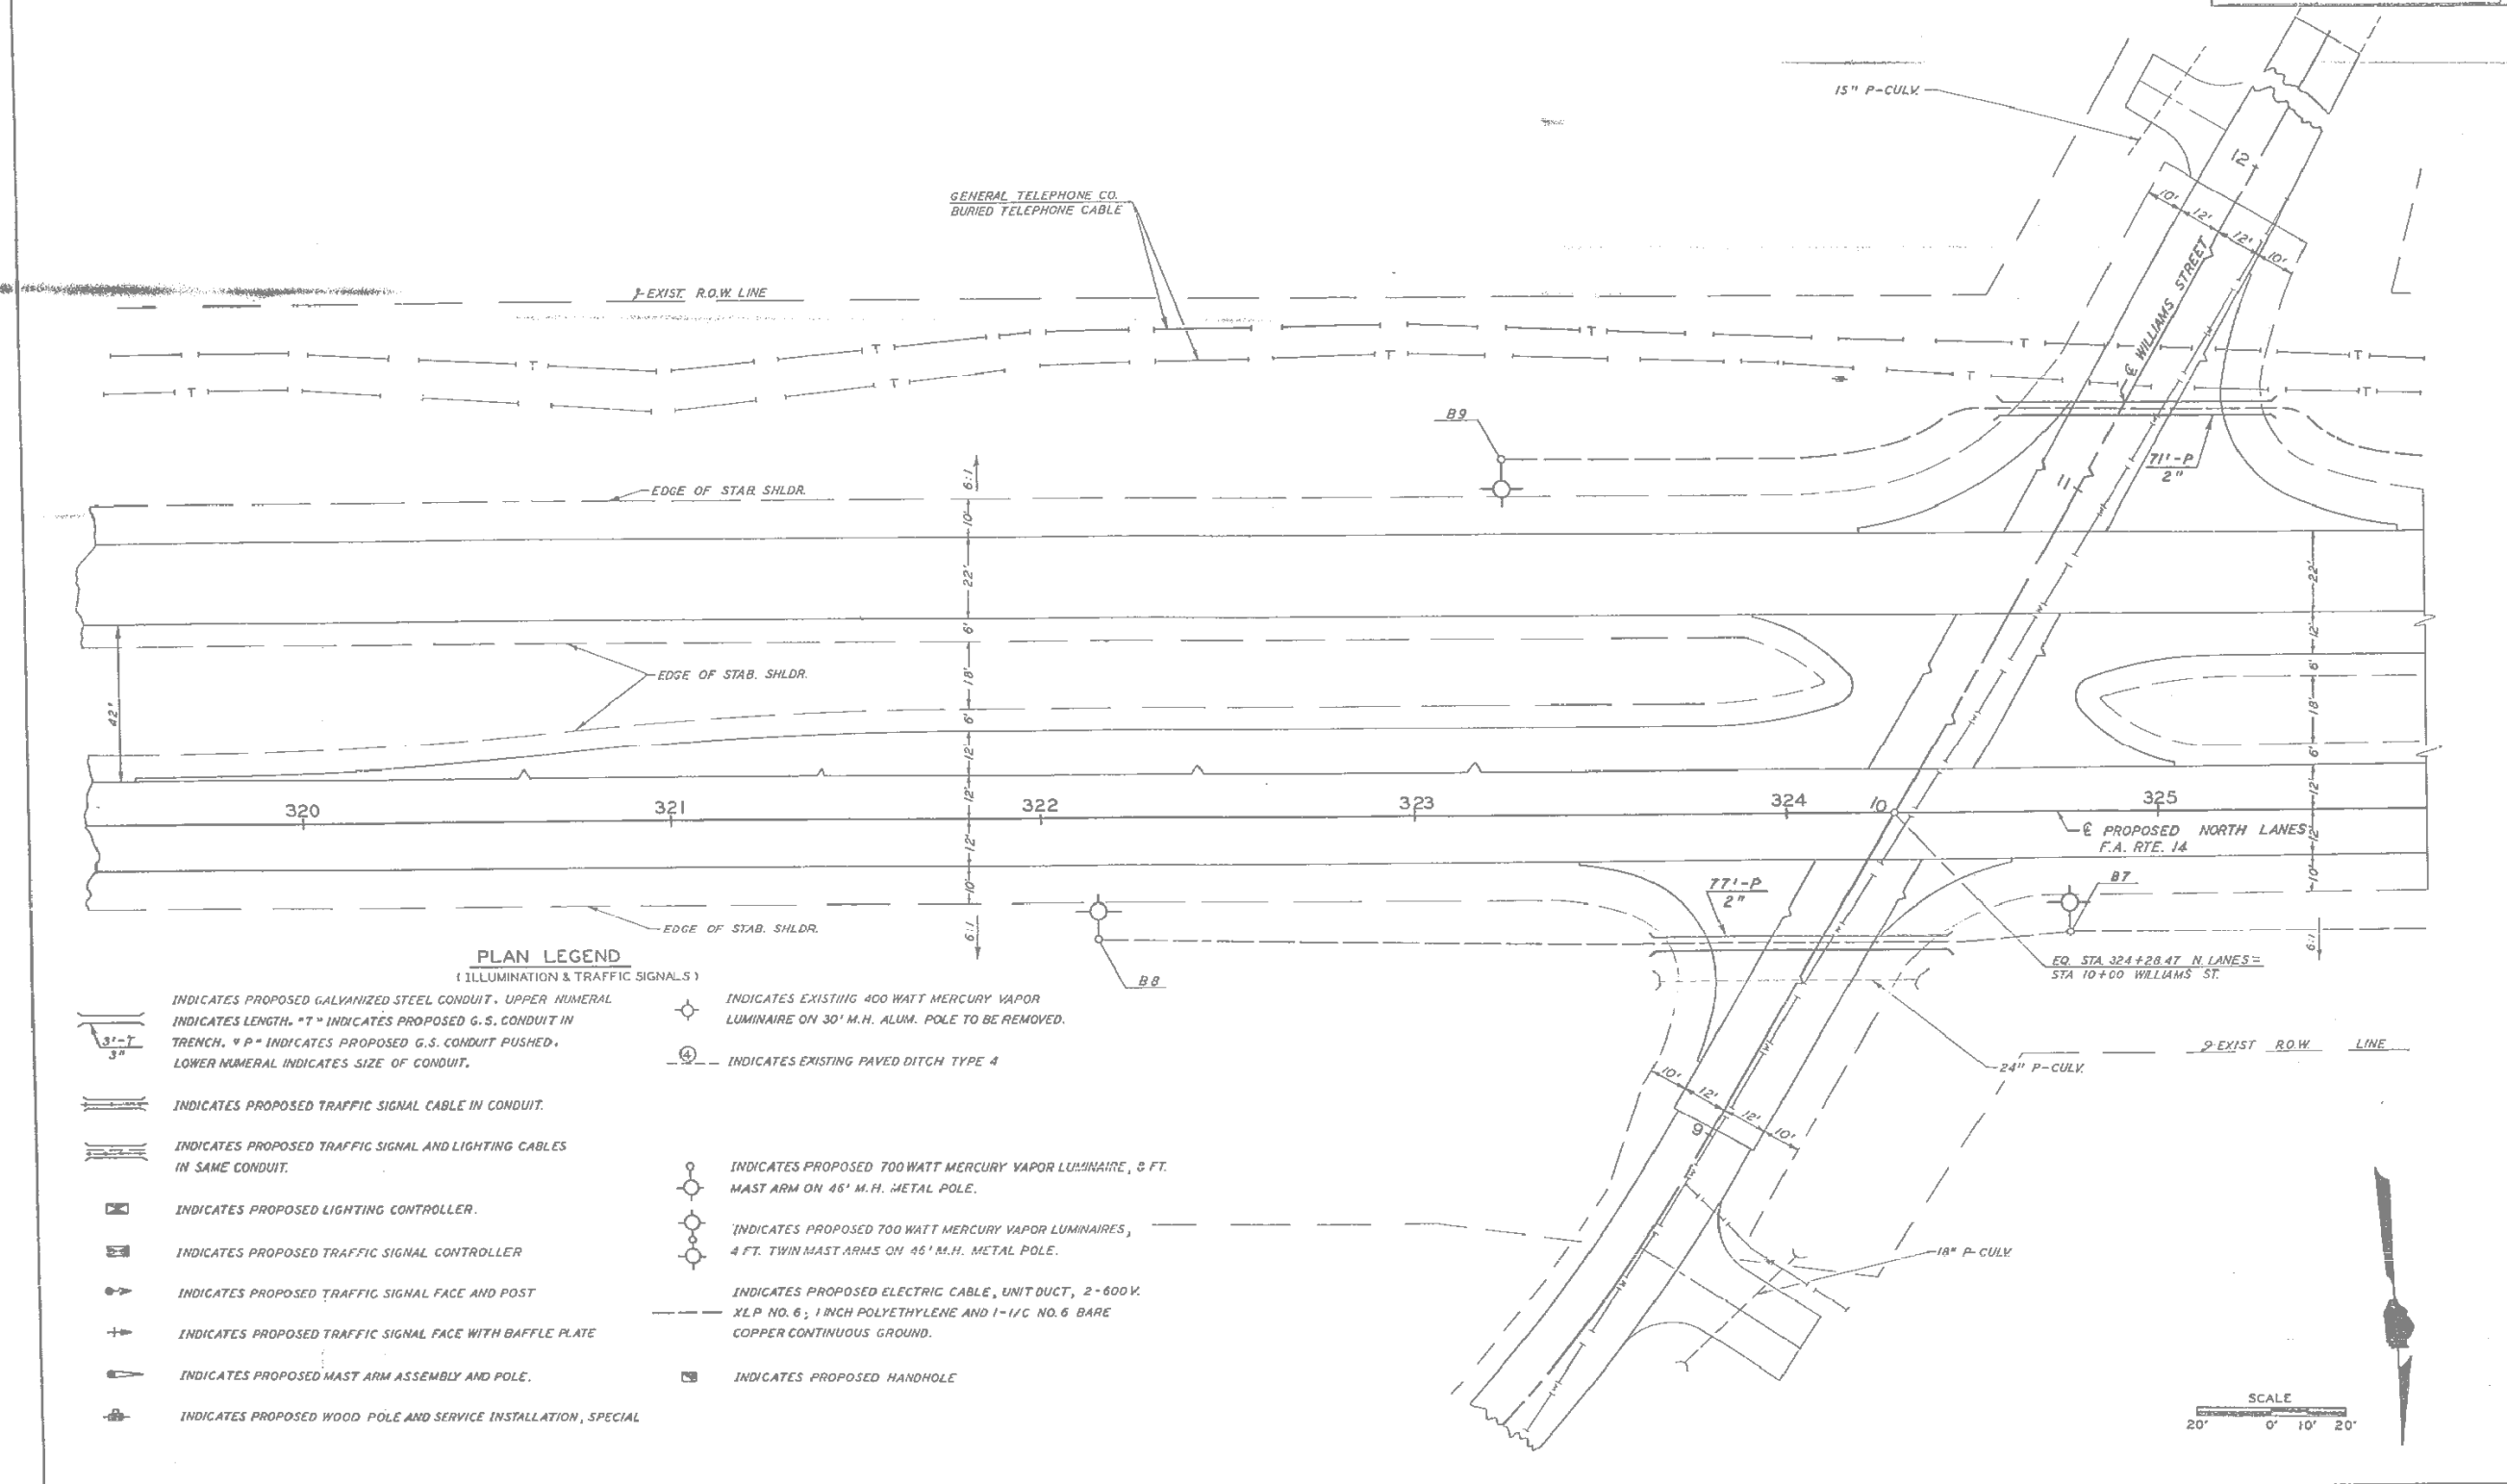 15" P-CULV.
12
10'
12'
12'
10'
GENERAL TELEPHONE CO.
BURIED TELEPHONE CABLE
℄ WILLIAMS STREET
EXIST. R.O.W. LINE
T
T
T
T
T
T
T
T
T
T
B9
71'-P
2"
11
6:1
EDGE OF STAB. SHLDR.
10'
22'
6'
18'
6'
12'
12'
12'
10'
6:1
22'
12'
6'
18'
6'
12'
12'
10'
6:1
EDGE OF STAB. SHLDR.
42'
320
321
322
323
324
10
325
℄ PROPOSED NORTH LANES
F.A. RTE. 14
77'-P
2"
B7
EDGE OF STAB. SHLDR.
B8
EQ. STA. 324+28.47 N. LANES =
STA 10+00 WILLIAMS ST.
EXIST R.O.W. LINE
24" P-CULV.
10'
12'
12'
10'
9
18" P-CULV.
PLAN LEGEND
(ILLUMINATION & TRAFFIC SIGNALS)
INDICATES PROPOSED GALVANIZED STEEL CONDUIT. UPPER NUMERAL
INDICATES LENGTH. "T" INDICATES PROPOSED G.S. CONDUIT IN
TRENCH. "P" INDICATES PROPOSED G.S. CONDUIT PUSHED.
LOWER NUMERAL INDICATES SIZE OF CONDUIT.
3'-T
3"
INDICATES PROPOSED TRAFFIC SIGNAL CABLE IN CONDUIT.
INDICATES PROPOSED TRAFFIC SIGNAL AND LIGHTING CABLES
IN SAME CONDUIT.
INDICATES PROPOSED LIGHTING CONTROLLER.
INDICATES PROPOSED TRAFFIC SIGNAL CONTROLLER
INDICATES PROPOSED TRAFFIC SIGNAL FACE AND POST
INDICATES PROPOSED TRAFFIC SIGNAL FACE WITH BAFFLE PLATE
INDICATES PROPOSED MAST ARM ASSEMBLY AND POLE.
INDICATES PROPOSED WOOD POLE AND SERVICE INSTALLATION, SPECIAL
INDICATES EXISTING 400 WATT MERCURY VAPOR
LUMINAIRE ON 30' M.H. ALUM. POLE TO BE REMOVED.
4
INDICATES EXISTING PAVED DITCH TYPE 4
INDICATES PROPOSED 700 WATT MERCURY VAPOR LUMINAIRE, 8 FT.
MAST ARM ON 46' M.H. METAL POLE.
INDICATES PROPOSED 700 WATT MERCURY VAPOR LUMINAIRES,
4 FT. TWIN MAST ARMS ON 46' M.H. METAL POLE.
INDICATES PROPOSED ELECTRIC CABLE, UNIT DUCT, 2-600 V.
XLP NO. 6; 1 INCH POLYETHYLENE AND 1-1/C NO. 6 BARE
COPPER CONTINUOUS GROUND.
INDICATES PROPOSED HANDHOLE
SCALE
20' 0' 10' 20'